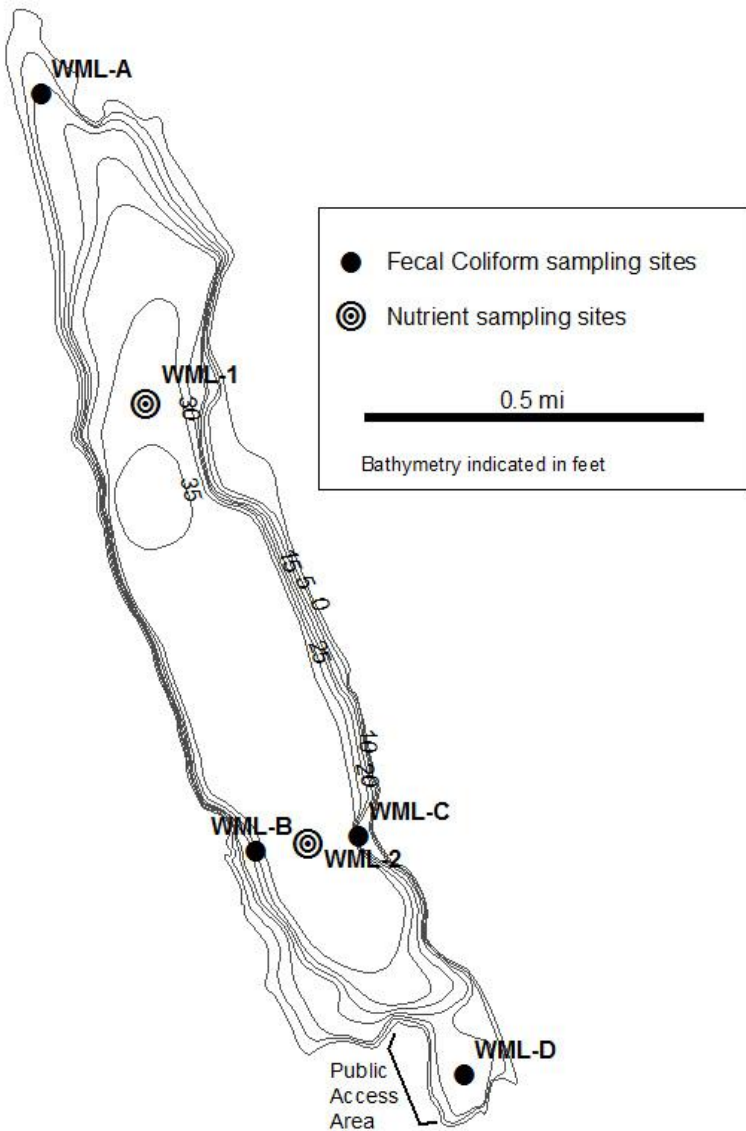 WML-A
Fecal Coliform sampling sites
Nutrient sampling sites
0.5 mi
Bathymetry indicated in feet
WML-1
30
35
15 5 0
25
10
20
WML-C
WML-B
WML-2
WML-D
Public
Access
Area